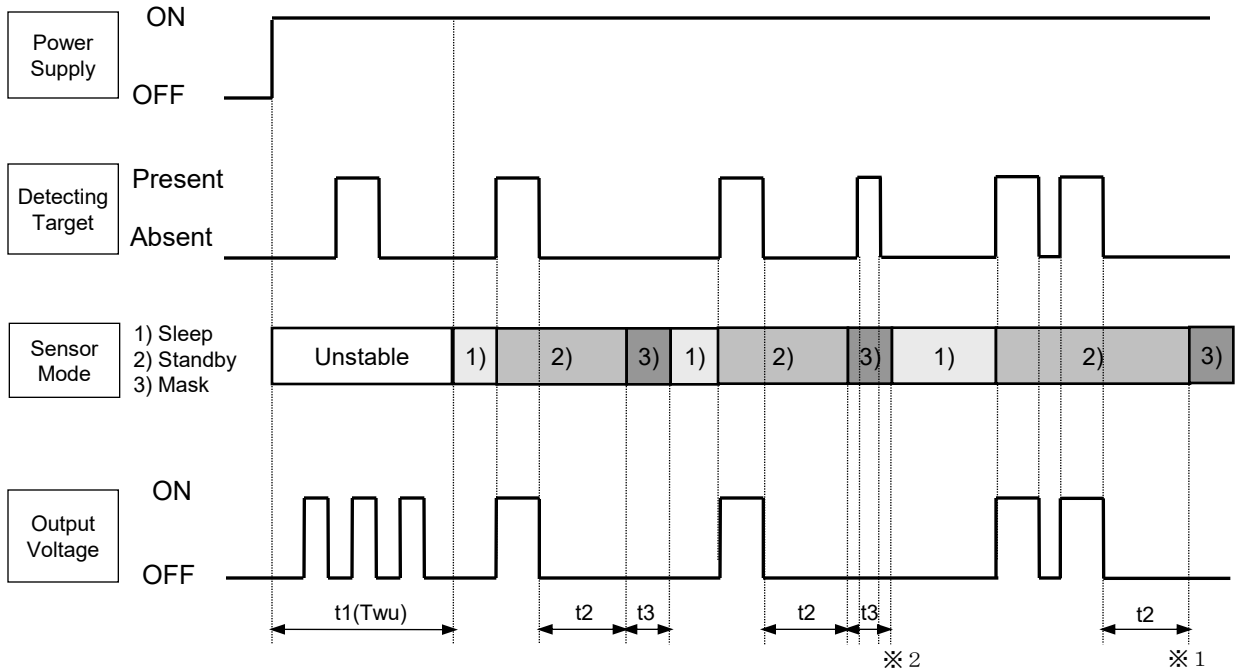 Power
Supply
ON
OFF
Detecting
Target
Present
Absent
Sensor
Mode
1) Sleep
2) Standby
3) Mask
Unstable
1)
2)
3)
1)
2)
3)
1)
2)
3)
Output
Voltage
ON
OFF
t1(Twu)
t2
t3
t2
t3
t2
※2
※1